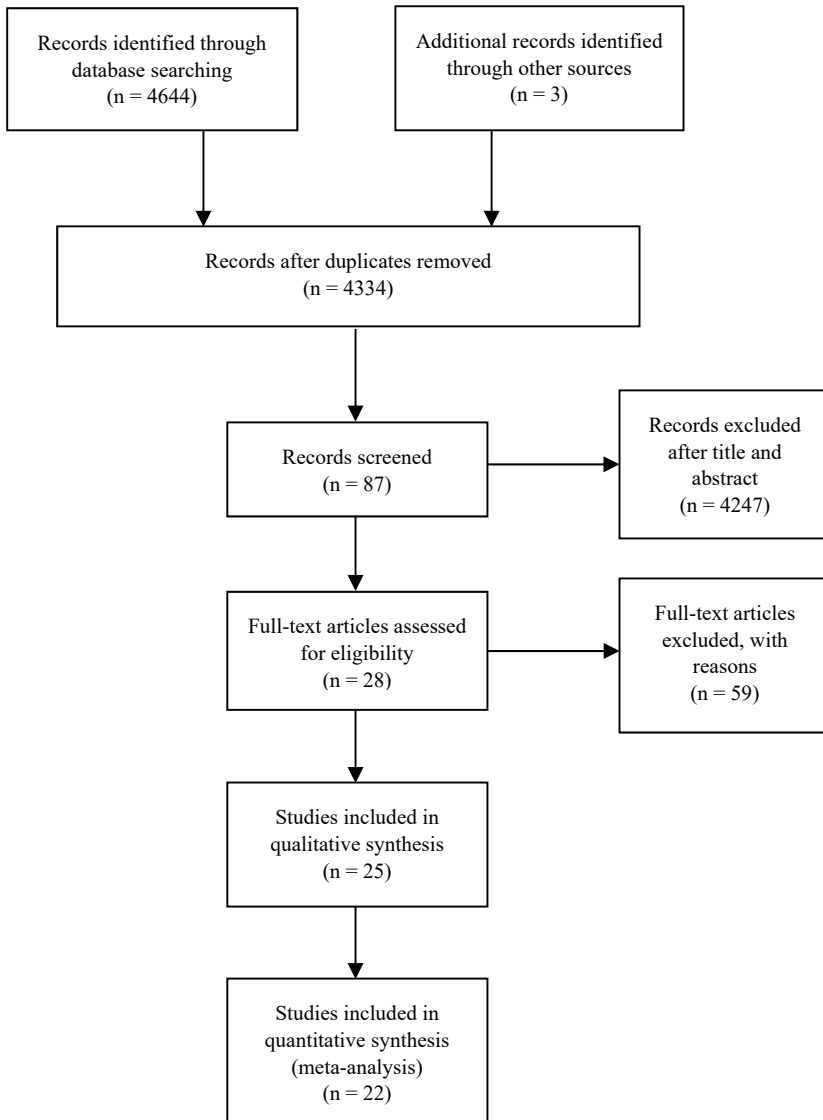 Records identified through
database searching
(n = 4644)
Additional records identified
through other sources
(n = 3)
Records after duplicates removed
(n = 4334)
Records screened
(n = 87)
Records excluded
after title and
abstract
(n = 4247)
Full-text articles assessed
for eligibility
(n = 28)
Full-text articles
excluded, with
reasons
(n = 59)
Studies included in
qualitative synthesis
(n = 25)
Studies included in
quantitative synthesis
(meta-analysis)
(n = 22)